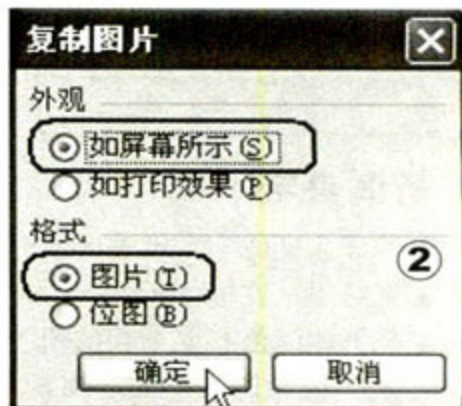 复制图片
外观
如屏幕所示(S)
如打印效果(P)
格式
图片(I)
②
位图(B)
确定 取消